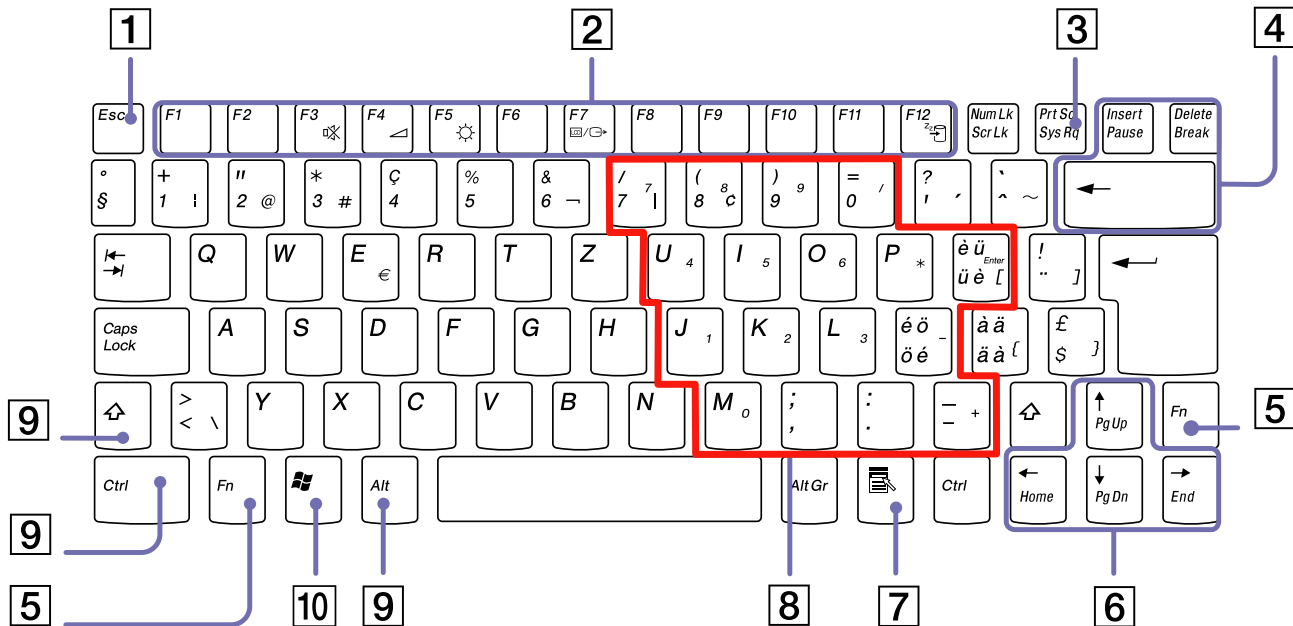 1 2 3 4
Esc F1 F2 F3 F4 F5 F6 F7 LCD / F8 F9 F10 F11 F12 Zzz Num Lk Scr Lk Prt Sc Sys Rq Insert Pause Delete Break
° § + 1 ¦ " 2 @ * 3 # Ç 4 % 5 & 6 ¬ / 7 7 | ( 8 8 ¢ ) 9 9 = 0 / ? ' ´ ` ^ ~
Q W E € R T Z U 4 I 5 O 6 P * è ü Enter ü è [ ! ¨ ]
Caps Lock A S D F G H J 1 K 2 L 3 é ö - ö é à ä ä à { £ $ }
9 > < \ Y X C V B N M 0 ; , : . _ - + Pg Up Fn 5
Ctrl Fn Alt Alt Gr Ctrl Home Pg Dn End
9
5 10 9 8 7 6